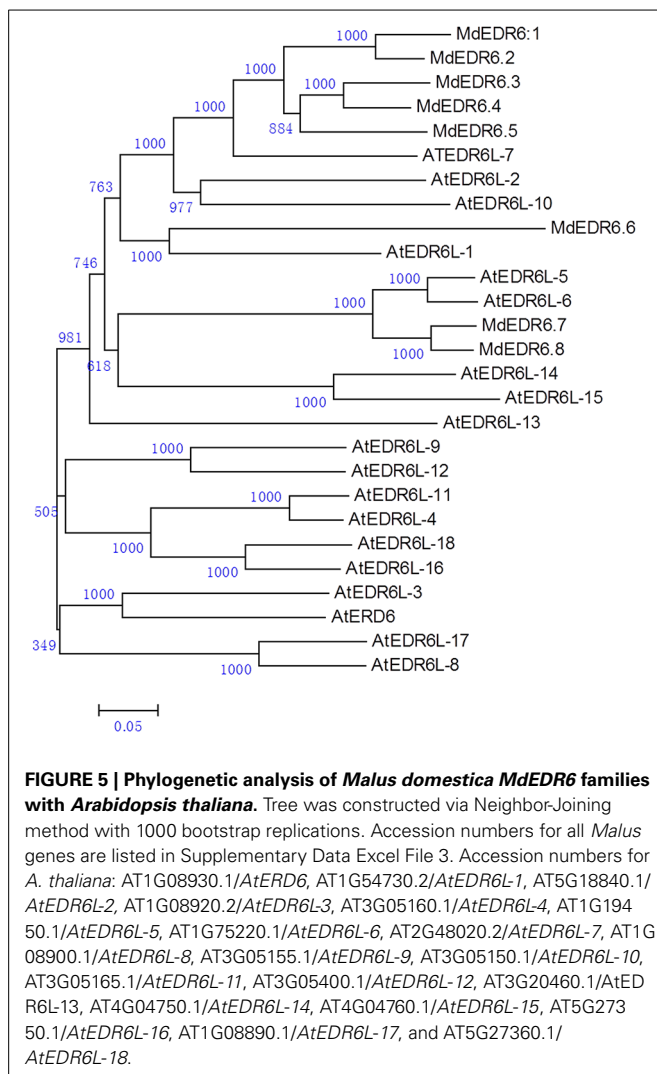 1000
MdEDR6:1
MdEDR6.2
1000
1000
MdEDR6.3
MdEDR6.4
1000
884
MdEDR6.5
ATEDR6L-7
1000
AtEDR6L-2
763
977
AtEDR6L-10
MdEDR6.6
1000
AtEDR6L-1
746
1000
AtEDR6L-5
AtEDR6L-6
1000
MdEDR6.7
981
1000
MdEDR6.8
618
AtEDR6L-14
1000
AtEDR6L-15
AtEDR6L-13
1000
AtEDR6L-9
AtEDR6L-12
505
1000
AtEDR6L-11
AtEDR6L-4
1000
AtEDR6L-18
1000
AtEDR6L-16
1000
AtEDR6L-3
AtERD6
349
AtEDR6L-17
1000
AtEDR6L-8
0.05
FIGURE 5 | Phylogenetic analysis of Malus domestica MdEDR6 families
with Arabidopsis thaliana. Tree was constructed via Neighbor-Joining
method with 1000 bootstrap replications. Accession numbers for all Malus
genes are listed in Supplementary Data Excel File 3. Accession numbers for
A. thaliana: AT1G08930.1/AtERD6, AT1G54730.2/AtEDR6L-1, AT5G18840.1/
AtEDR6L-2, AT1G08920.2/AtEDR6L-3, AT3G05160.1/AtEDR6L-4, AT1G194
50.1/AtEDR6L-5, AT1G75220.1/AtEDR6L-6, AT2G48020.2/AtEDR6L-7, AT1G
08900.1/AtEDR6L-8, AT3G05155.1/AtEDR6L-9, AT3G05150.1/AtEDR6L-10,
AT3G05165.1/AtEDR6L-11, AT3G05400.1/AtEDR6L-12, AT3G20460.1/AtED
R6L-13, AT4G04750.1/AtEDR6L-14, AT4G04760.1/AtEDR6L-15, AT5G273
50.1/AtEDR6L-16, AT1G08890.1/AtEDR6L-17, and AT5G27360.1/
AtEDR6L-18.